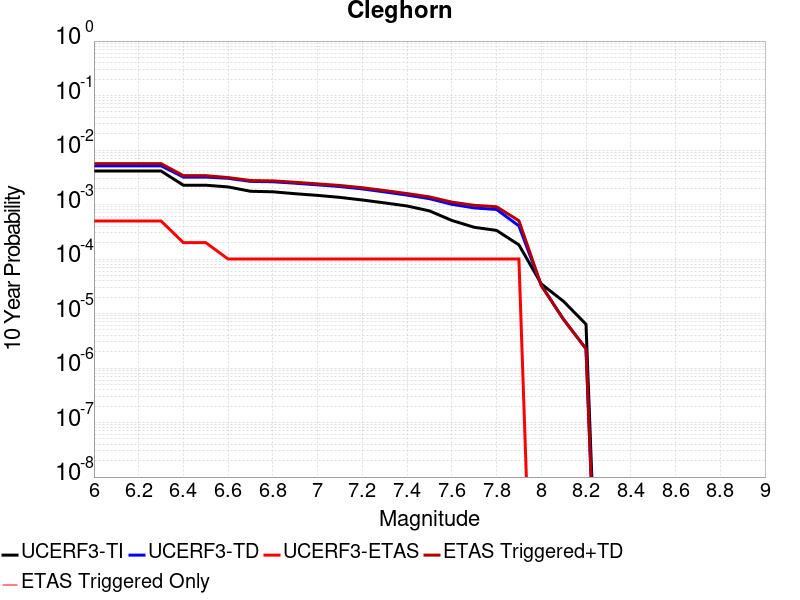 Cleghorn
10 Year Probability
10^0
10^-1
10^-2
10^-3
10^-4
10^-5
10^-6
10^-7
10^-8
6 6.2 6.4 6.6 6.8 7 7.2 7.4 7.6 7.8 8 8.2 8.4 8.6 8.8 9
Magnitude
UCERF3-TI UCERF3-TD UCERF3-ETAS ETAS Triggered+TD
ETAS Triggered Only